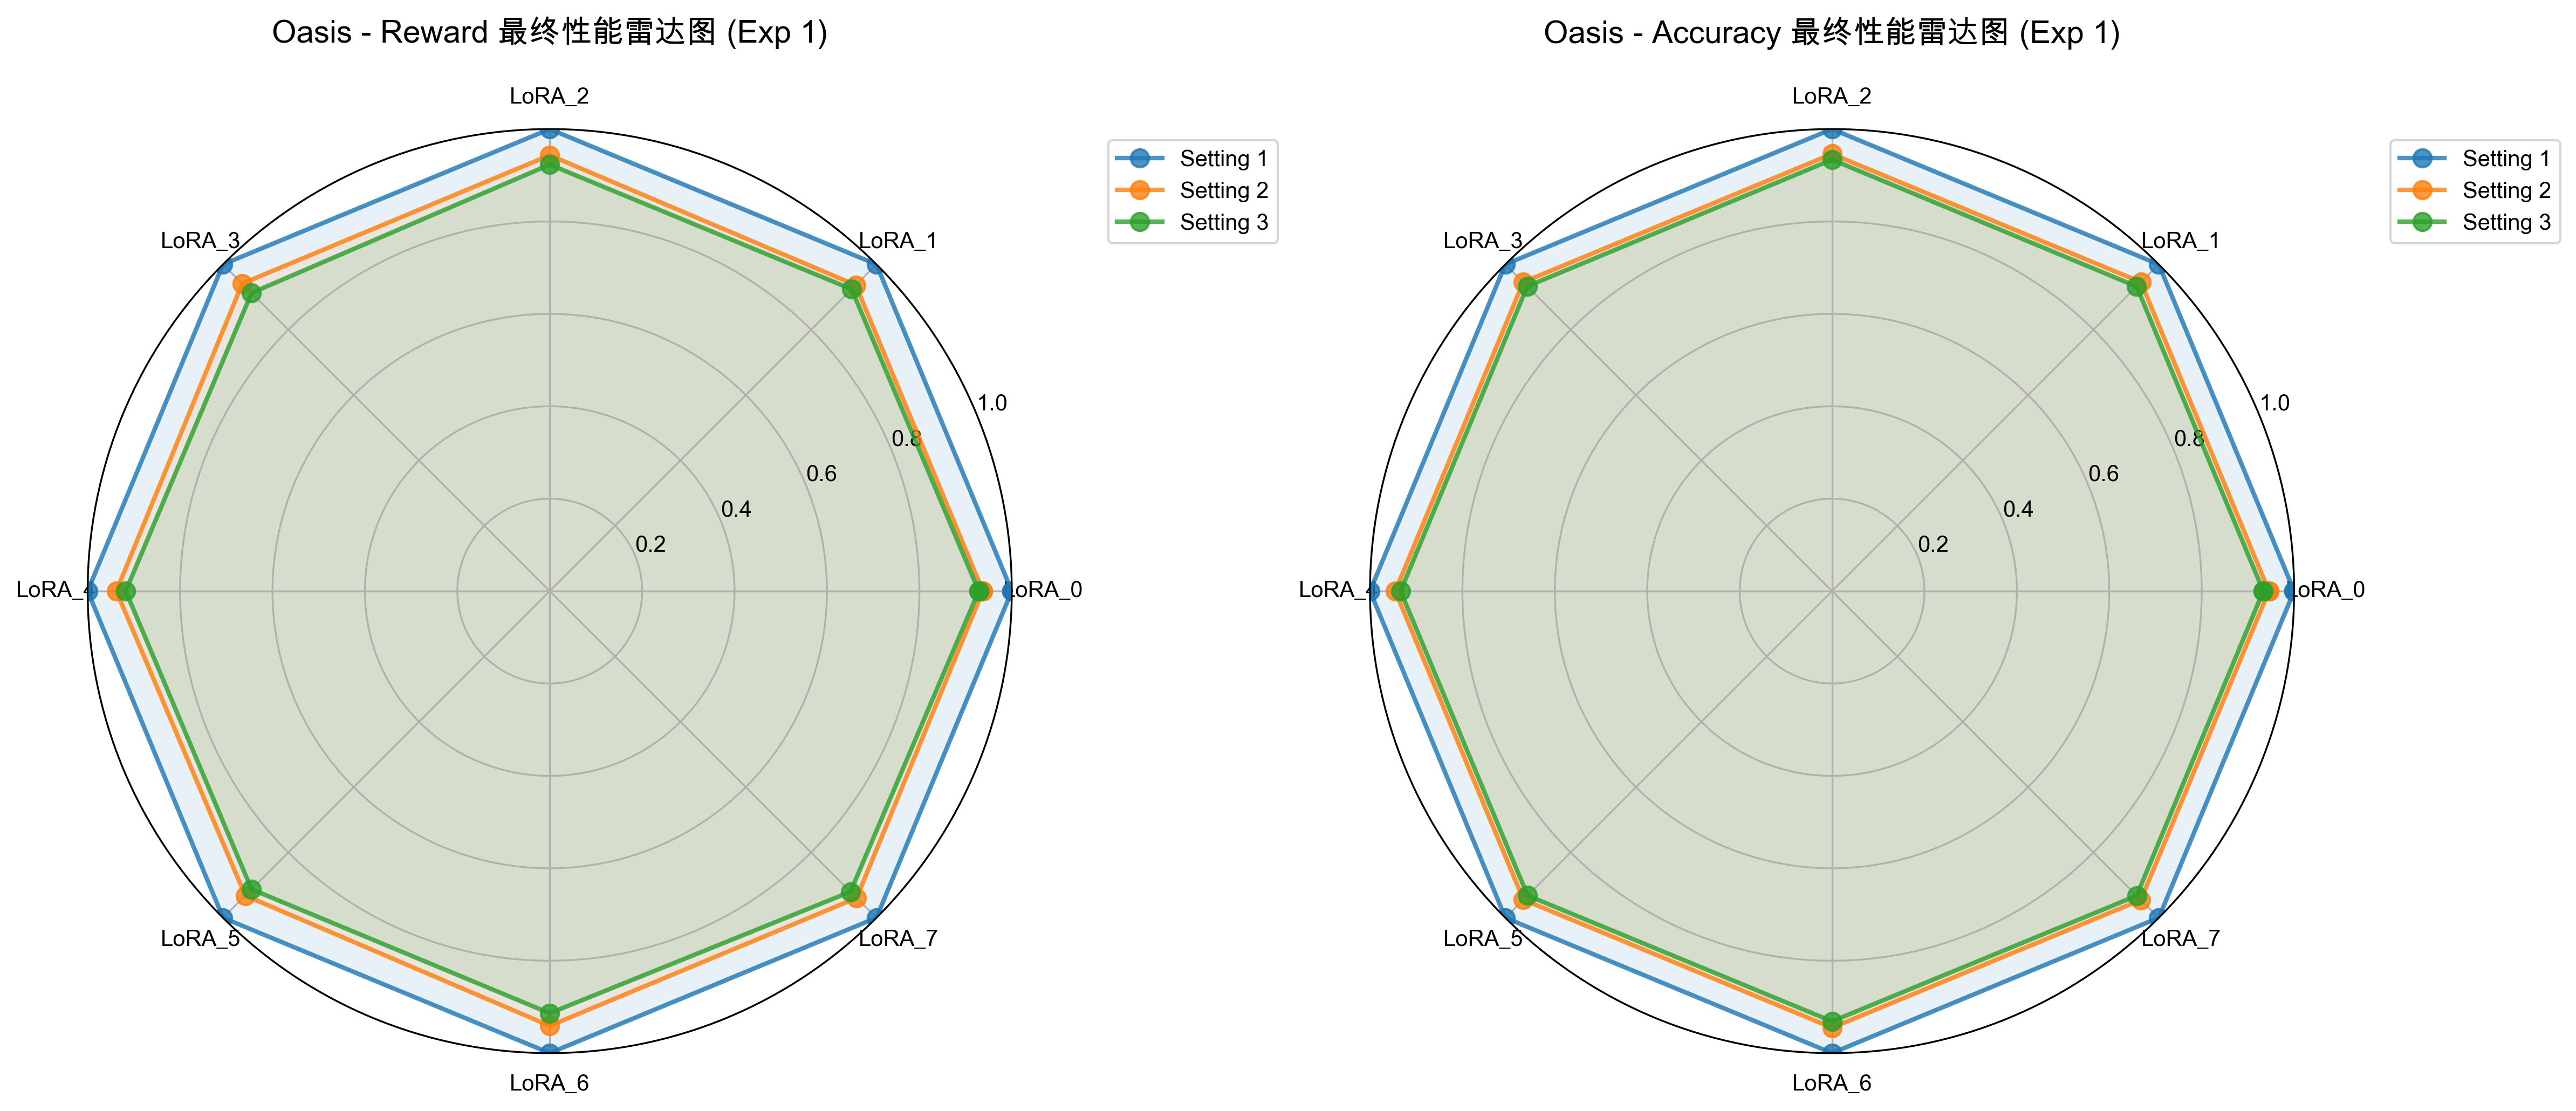 Oasis - Reward 最终性能雷达图 (Exp 1)
LoRA_2
LoRA_3
LoRA_1
1.0
0.8
0.6
0.4
0.2
LoRA_4
LoRA_0
LoRA_5
LoRA_7
LoRA_6
Setting 1
Setting 2
Setting 3
Oasis - Accuracy 最终性能雷达图 (Exp 1)
LoRA_2
LoRA_3
LoRA_1
1.0
0.8
0.6
0.4
0.2
LoRA_4
LoRA_0
LoRA_5
LoRA_7
LoRA_6
Setting 1
Setting 2
Setting 3